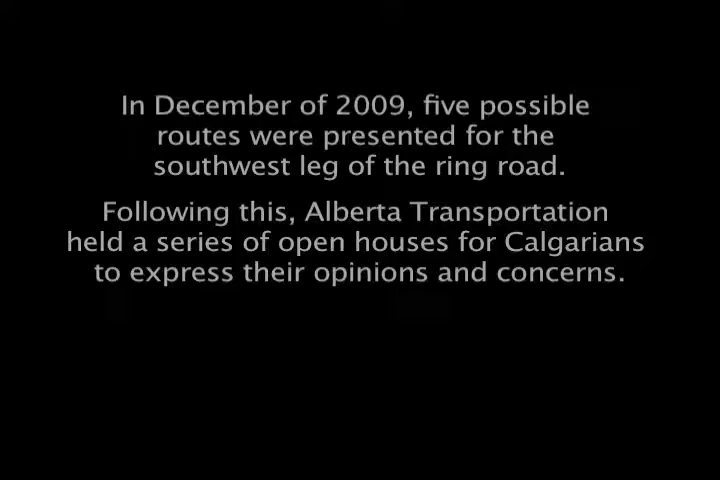 In December of 2009, five possible
routes were presented for the
southwest leg of the ring road.
Following this, Alberta Transportation
held a series of open houses for Calgarians
to express their opinions and concerns.